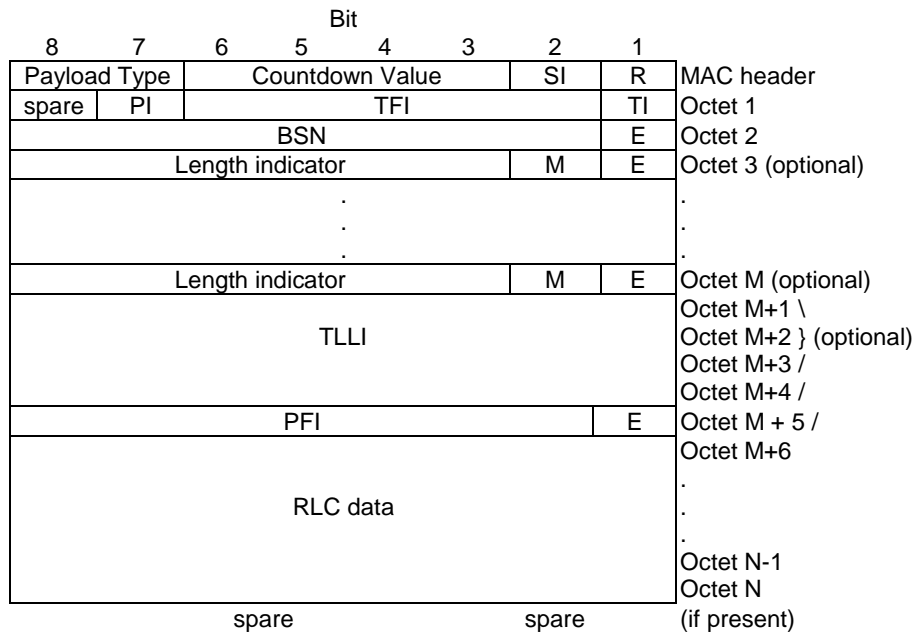 Bit
8 7 6 5 4 3 2 1
Payload Type Countdown Value SI R MAC header
spare PI TFI TI Octet 1
BSN E Octet 2
Length indicator M E Octet 3 (optional)
. .
. .
. .
Length indicator M E Octet M (optional)
Octet M+1 \
TLLI Octet M+2 } (optional)
Octet M+3 /
Octet M+4 /
PFI E Octet M + 5 /
Octet M+6
.
RLC data .
.
Octet N-1
Octet N
spare spare (if present)